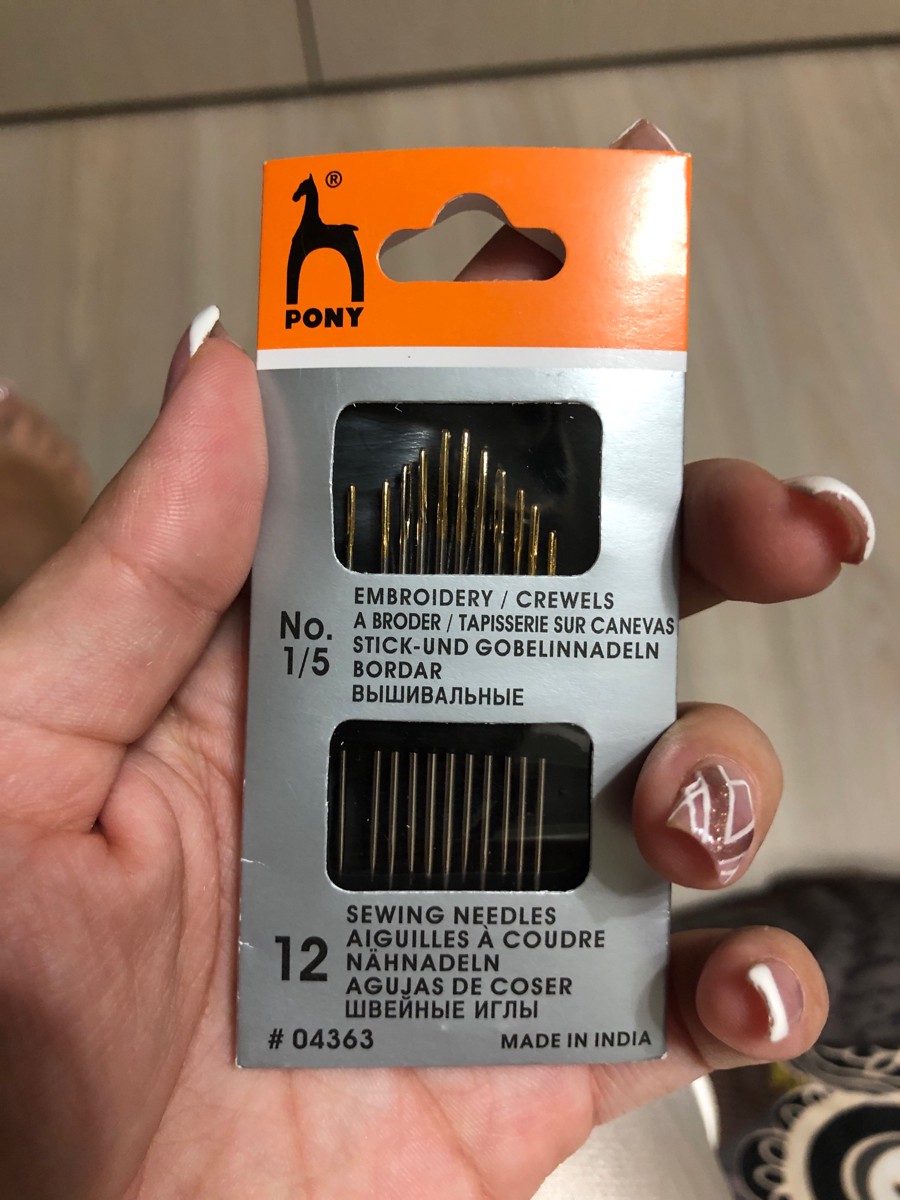 ®
PONY
No.
1/5
EMBROIDERY / CREWELS
A BRODER / TAPISSERIE SUR CANEVAS
STICK-UND GOBELINNADELN
BORDAR
ВЫШИВАЛЬНЫЕ
12
SEWING NEEDLES
AIGUILLES À COUDRE
NÄHNADELN
AGUJAS DE COSER
ШВЕЙНЫЕ ИГЛЫ
# 04363 MADE IN INDIA